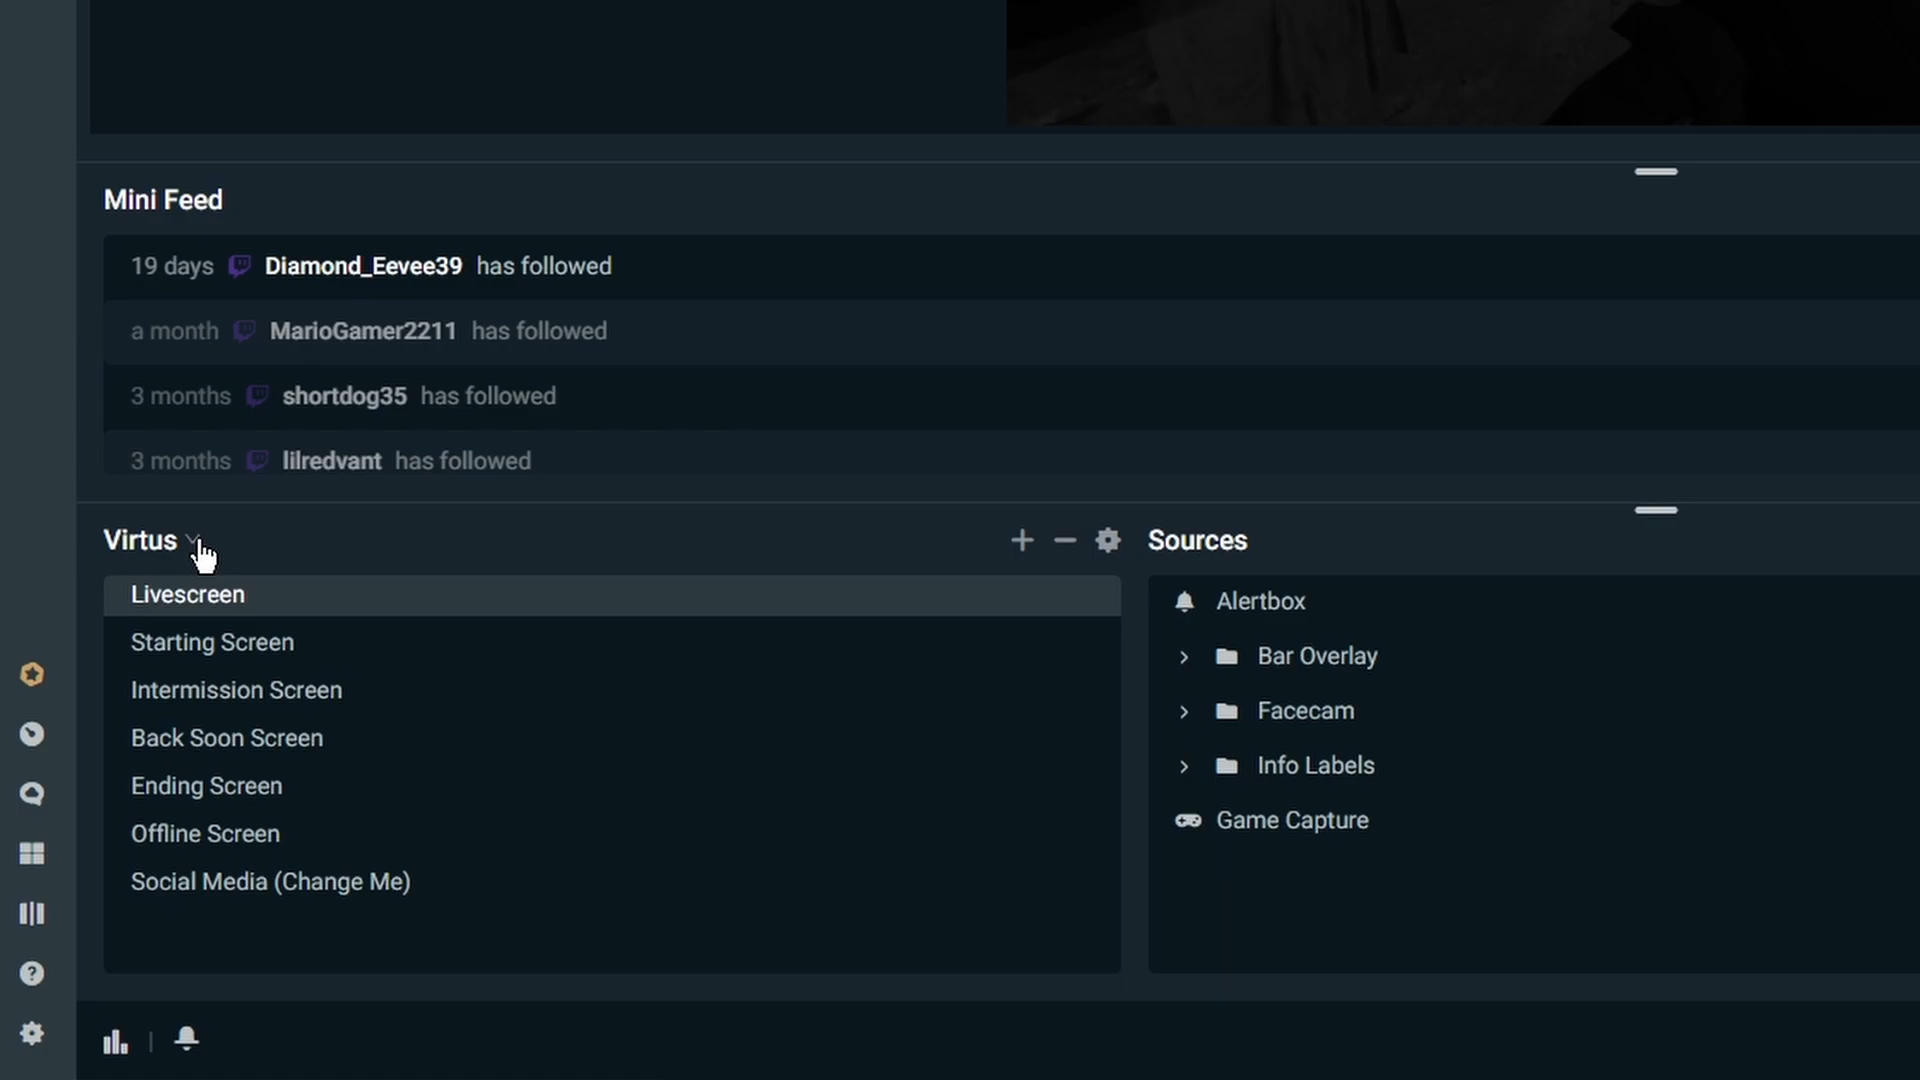 Mini Feed
19 days Diamond_Eevee39 has followed
a month MarioGamer2211 has followed
3 months shortdog35 has followed
3 months lilredvant has followed
Virtus
Livescreen
Starting Screen
Intermission Screen
Back Soon Screen
Ending Screen
Offline Screen
Social Media (Change Me)
Sources
Alertbox
Bar Overlay
Facecam
Info Labels
Game Capture